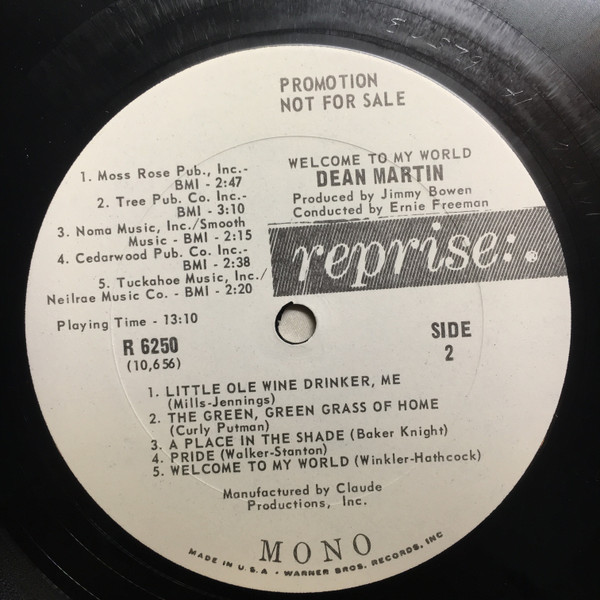 PROMOTION
NOT FOR SALE
WELCOME TO MY WORLD
DEAN MARTIN
Produced by Jimmy Bowen
Conducted by Ernie Freeman
1. Moss Rose Pub., Inc.-
BMI - 2:47
2. Tree Pub. Co. Inc.-
BMI - 3:10
3. Noma Music, Inc./Smooth
Music - BMI - 2:15
4. Cedarwood Pub. Co. Inc.-
BMI - 2:38
5. Tuckahoe Music, Inc./
Neilrae Music Co. - BMI - 2:20
Playing Time - 13:10
reprise:.
R 6250
(10,656)
SIDE
2
1. LITTLE OLE WINE DRINKER, ME
(Mills-Jennings)
2. THE GREEN, GREEN GRASS OF HOME
(Curly Putman)
3. A PLACE IN THE SHADE (Baker Knight)
4. PRIDE (Walker-Stanton)
5. WELCOME TO MY WORLD (Winkler-Hathcock)
Manufactured by Claude
Productions, Inc.
MONO
MADE IN U.S.A. • WARNER BROS. RECORDS, INC